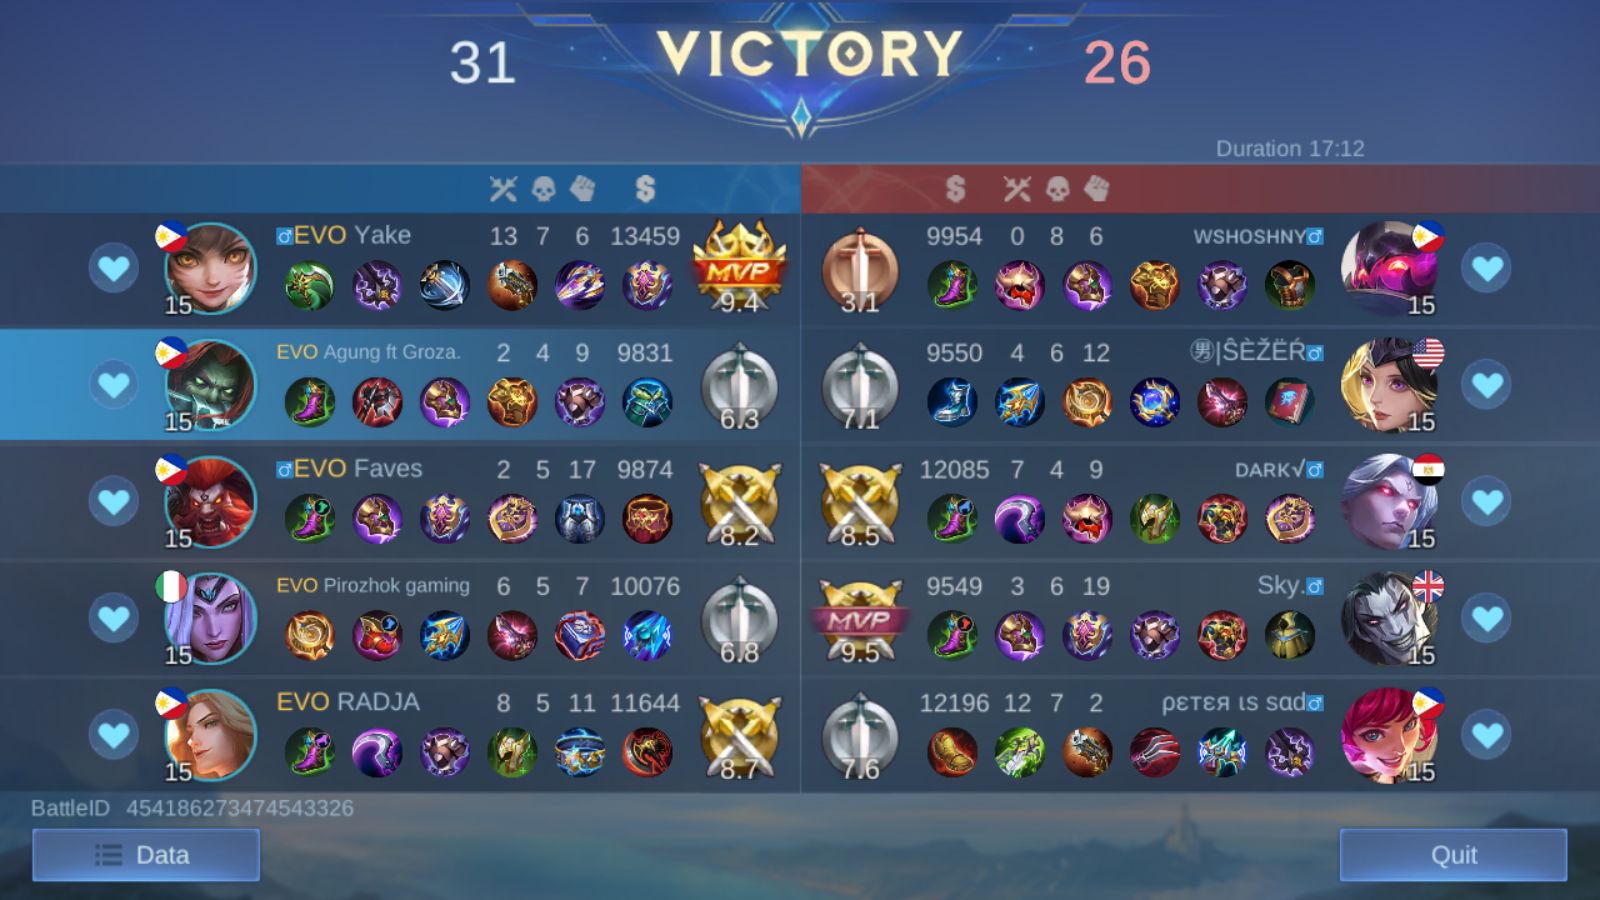 31 VICTORY 26
Duration 17:12
EVO Yake 13 7 6 13459 MVP 9.4
3.1 9954 0 8 6 WSHOSHNY
15 15
EVO Agung ft Groza. 2 4 9 9831 6.3
7.1 9550 4 6 12 男|ŜÈŽËŔ
15 15
EVO Faves 2 5 17 9874 8.2
8.5 12085 7 4 9 DARK√
15 15
EVO Pirozhok gaming 6 5 7 10076 6.8
MVP 9.5 9549 3 6 19 Sky.
15 15
EVO RADJA 8 5 11 11644 8.7
7.6 12196 12 7 2 ρεтεя ιs sαd
15 15
BattleID 454186273474543326
Data
Quit